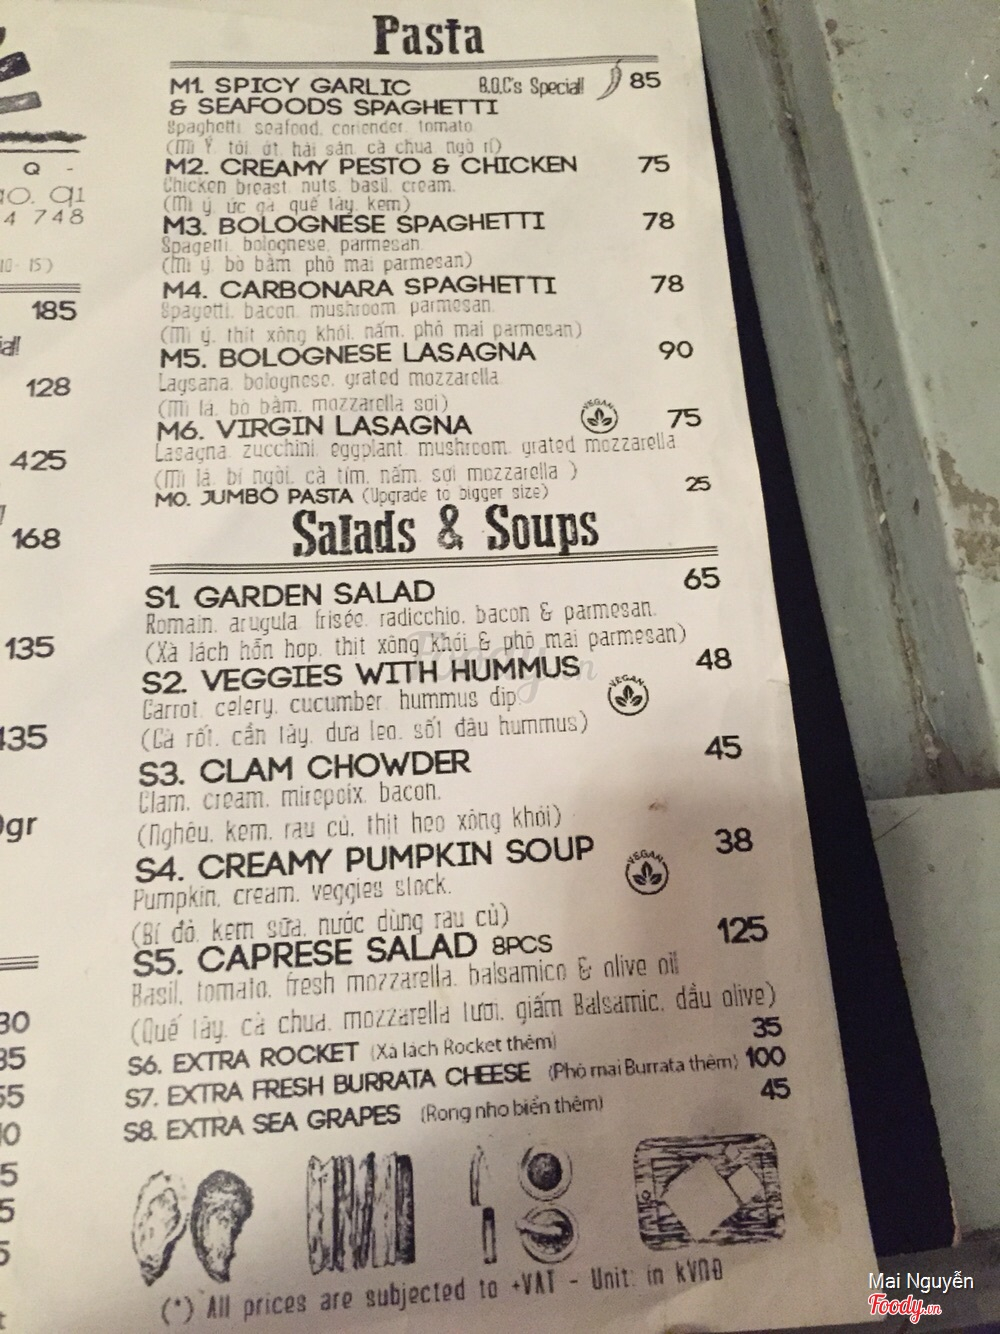 Pasta
M1. SPICY GARLIC B.O.C's Special! 85
& SEAFOODS SPAGHETTI
Spaghetti, seafood, coriender, tomato.
(Mì Ý, tỏi ớt, hải sản, cà chua, ngò rí)
M2. CREAMY PESTO & CHICKEN 75
Chicken breast, nuts, basil, cream.
(Mì ý, ức gà, quế tây, kem)
M3. BOLOGNESE SPAGHETTI 78
Spagetti, bolognese, parmesan.
(Mì ý, bò bằm, phô mai parmesan)
M4. CARBONARA SPAGHETTI 78
Spagetti, bacon, mushroom, parmesan.
(Mì ý, thịt xông khói, nấm, phô mai parmesan)
M5. BOLOGNESE LASAGNA 90
Lagsana, bolognese, grated mozzarella.
(Mì lá, bò bằm, mozzarella sợi)
M6. VIRGIN LASAGNA VEGAN 75
Lasagna, zucchini, eggplant, mushroom, grated mozzarella.
(Mì lá, bí ngòi, cà tím, nấm, sợi mozzarella )
M0. JUMBO PASTA (Upgrade to bigger size) 25
Salads & Soups
S1. GARDEN SALAD 65
Romain, arugula, frisée, radicchio, bacon & parmesan.
(Xà lách hỗn hợp, thịt xông khói & phô mai parmesan)
S2. VEGGIES WITH HUMMUS VEGAN 48
Carrot, celery, cucumber, hummus dip.
(Cà rốt, cần tây, dưa leo, sốt đậu hummus)
S3. CLAM CHOWDER 45
Clam, cream, mirepoix, bacon.
(Nghêu, kem, rau củ, thịt heo xông khói)
S4. CREAMY PUMPKIN SOUP VEGAN 38
Pumpkin, cream, veggies stock.
(Bí đỏ, kem sữa, nước dùng rau củ)
S5. CAPRESE SALAD 8PCS 125
Basil, tomato, fresh mozzarella, balsamico & olive oil
(Quế tây, cà chua, mozzarella tươi, giấm Balsamic, dầu olive)
S6. EXTRA ROCKET (Xà lách Rocket thêm) 35
S7. EXTRA FRESH BURRATA CHEESE (Phô mai Burrata thêm) 100
S8. EXTRA SEA GRAPES (Rong nho biển thêm) 45
(*) All prices are subjected to +VAT - Unit: in kVNĐ
Q -
Q1
4 748
10- 15)
185
128
425
168
135
435
gr
Foody.vn
Mai Nguyễn
Foody.vn